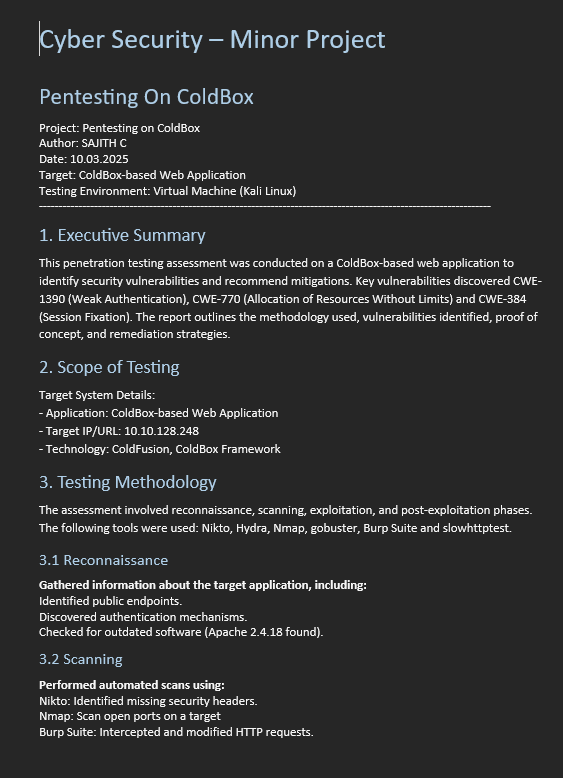 Cyber Security – Minor Project
Pentesting On ColdBox
Project: Pentesting on ColdBox
Author: SAJITH C
Date: 10.03.2025
Target: ColdBox-based Web Application
Testing Environment: Virtual Machine (Kali Linux)
-----------------------------------------------------------------------------------------------------------------
1. Executive Summary
This penetration testing assessment was conducted on a ColdBox-based web application to
identify security vulnerabilities and recommend mitigations. Key vulnerabilities discovered CWE-
1390 (Weak Authentication), CWE-770 (Allocation of Resources Without Limits) and CWE-384
(Session Fixation). The report outlines the methodology used, vulnerabilities identified, proof of
concept, and remediation strategies.
2. Scope of Testing
Target System Details:
- Application: ColdBox-based Web Application
- Target IP/URL: 10.10.128.248
- Technology: ColdFusion, ColdBox Framework
3. Testing Methodology
The assessment involved reconnaissance, scanning, exploitation, and post-exploitation phases.
The following tools were used: Nikto, Hydra, Nmap, gobuster, Burp Suite and slowhttptest.
3.1 Reconnaissance
Gathered information about the target application, including:
Identified public endpoints.
Discovered authentication mechanisms.
Checked for outdated software (Apache 2.4.18 found).
3.2 Scanning
Performed automated scans using:
Nikto: Identified missing security headers.
Nmap: Scan open ports on a target
Burp Suite: Intercepted and modified HTTP requests.